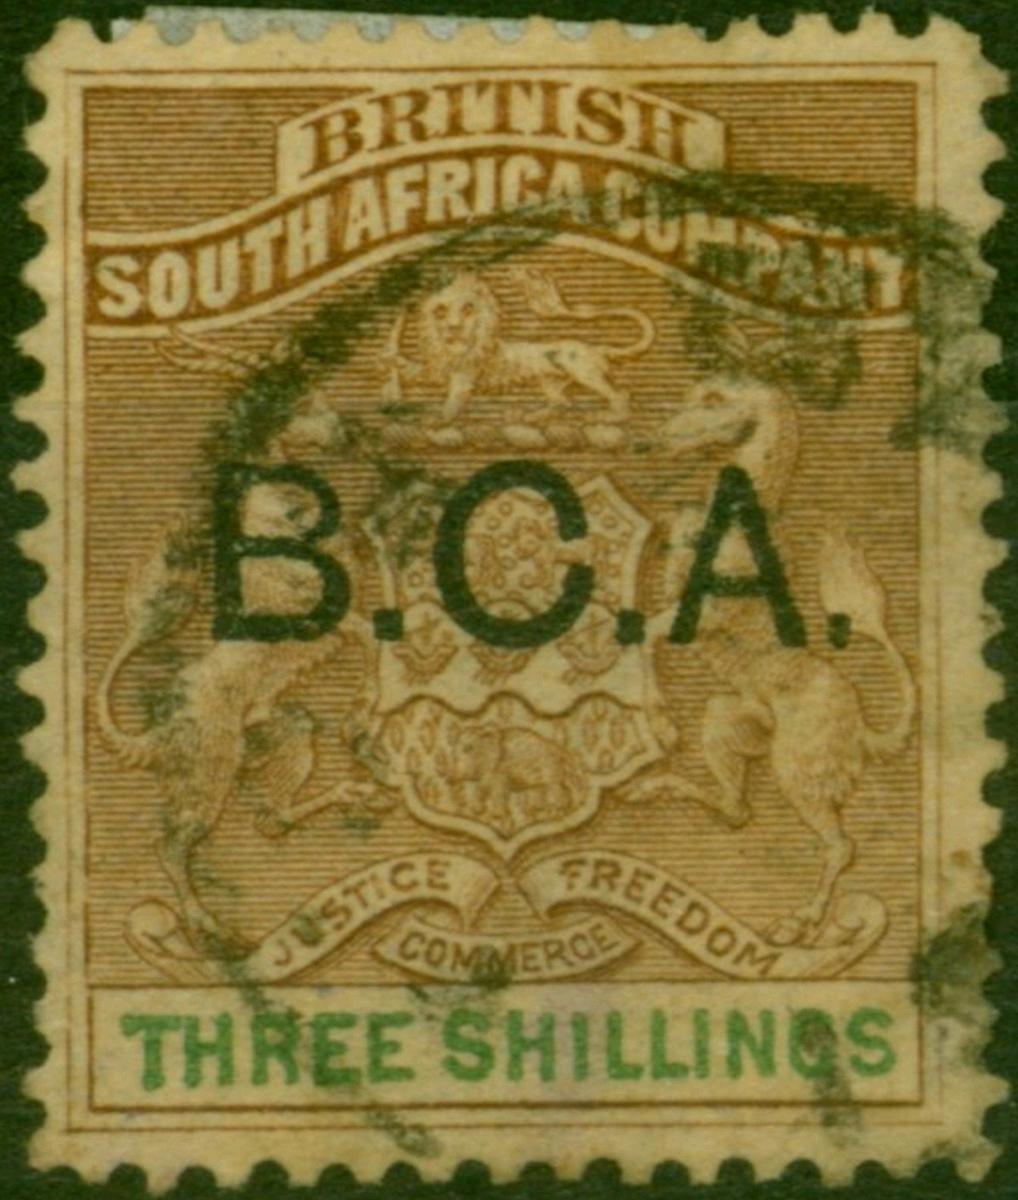 BRITISH
SOUTH AFRICA COMPANY
B.C.A.
JUSTICE COMMERCE FREEDOM
THREE SHILLINGS